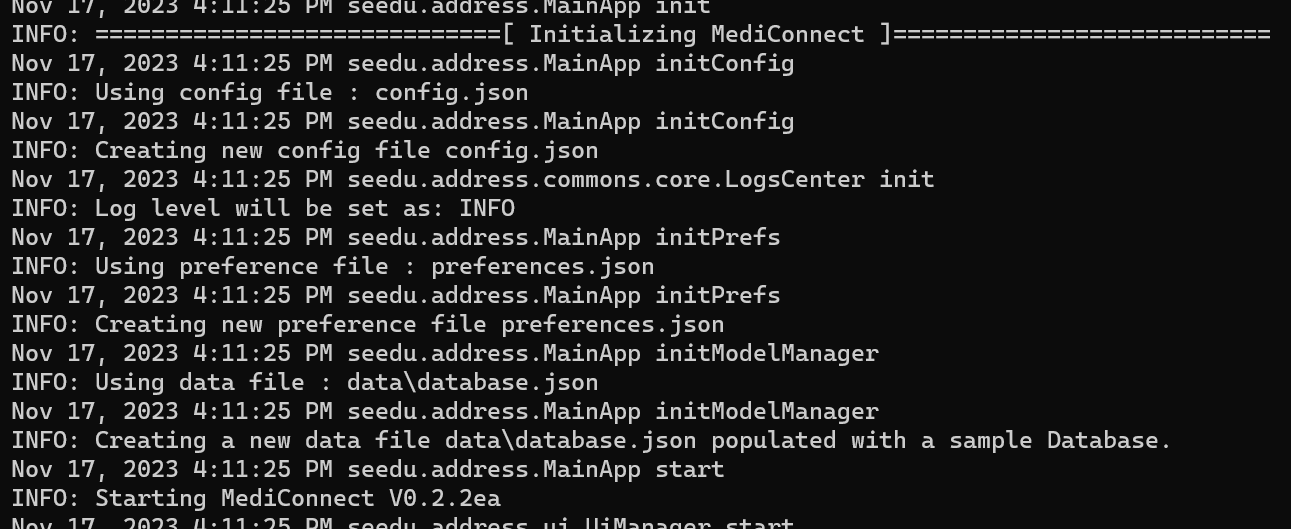 Nov 17, 2023 4:11:25 PM seedu.address.MainApp init
INFO: =============================[ Initializing MediConnect ]===========================
Nov 17, 2023 4:11:25 PM seedu.address.MainApp initConfig
INFO: Using config file : config.json
Nov 17, 2023 4:11:25 PM seedu.address.MainApp initConfig
INFO: Creating new config file config.json
Nov 17, 2023 4:11:25 PM seedu.address.commons.core.LogsCenter init
INFO: Log level will be set as: INFO
Nov 17, 2023 4:11:25 PM seedu.address.MainApp initPrefs
INFO: Using preference file : preferences.json
Nov 17, 2023 4:11:25 PM seedu.address.MainApp initPrefs
INFO: Creating new preference file preferences.json
Nov 17, 2023 4:11:25 PM seedu.address.MainApp initModelManager
INFO: Using data file : data\database.json
Nov 17, 2023 4:11:25 PM seedu.address.MainApp initModelManager
INFO: Creating a new data file data\database.json populated with a sample Database.
Nov 17, 2023 4:11:25 PM seedu.address.MainApp start
INFO: Starting MediConnect V0.2.2ea
Nov 17, 2023 4:11:25 PM seedu.address.ui.UiManager start